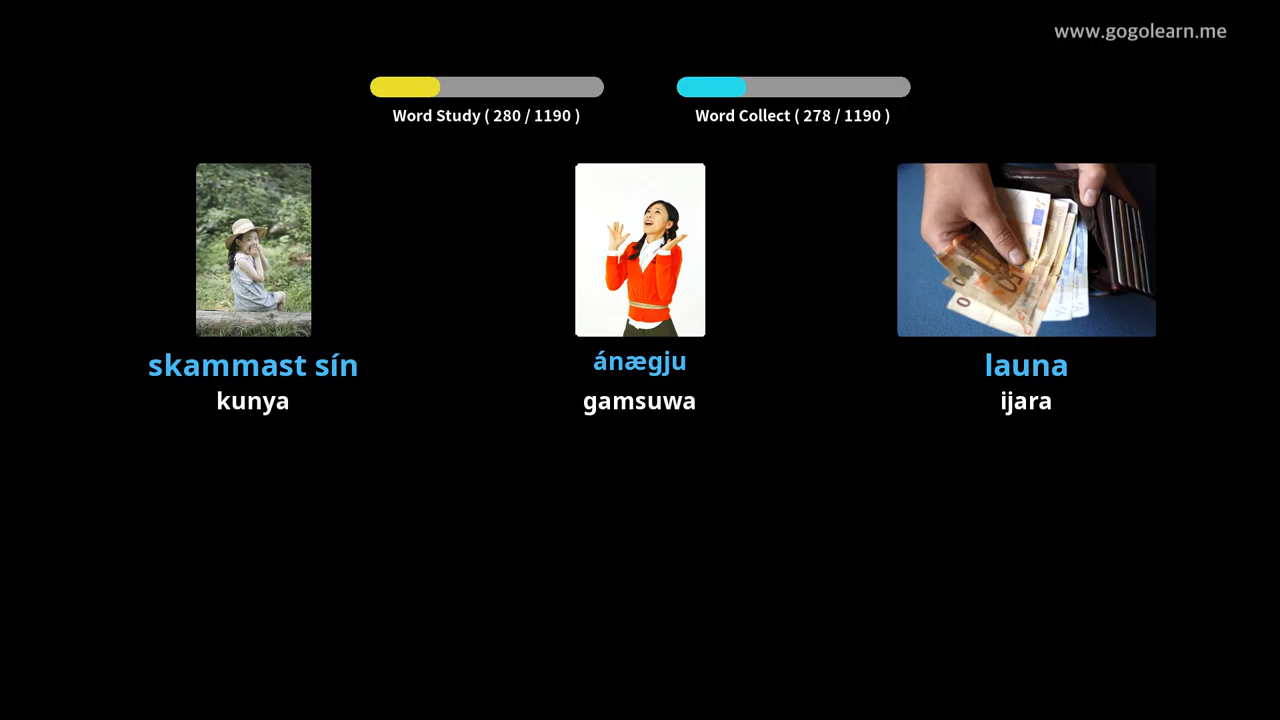 www.gogolearn.me
Word Study ( 280 / 1190 )
Word Collect ( 278 / 1190 )
skammast sín
ánægju
launa
kunya
gamsuwa
ijara